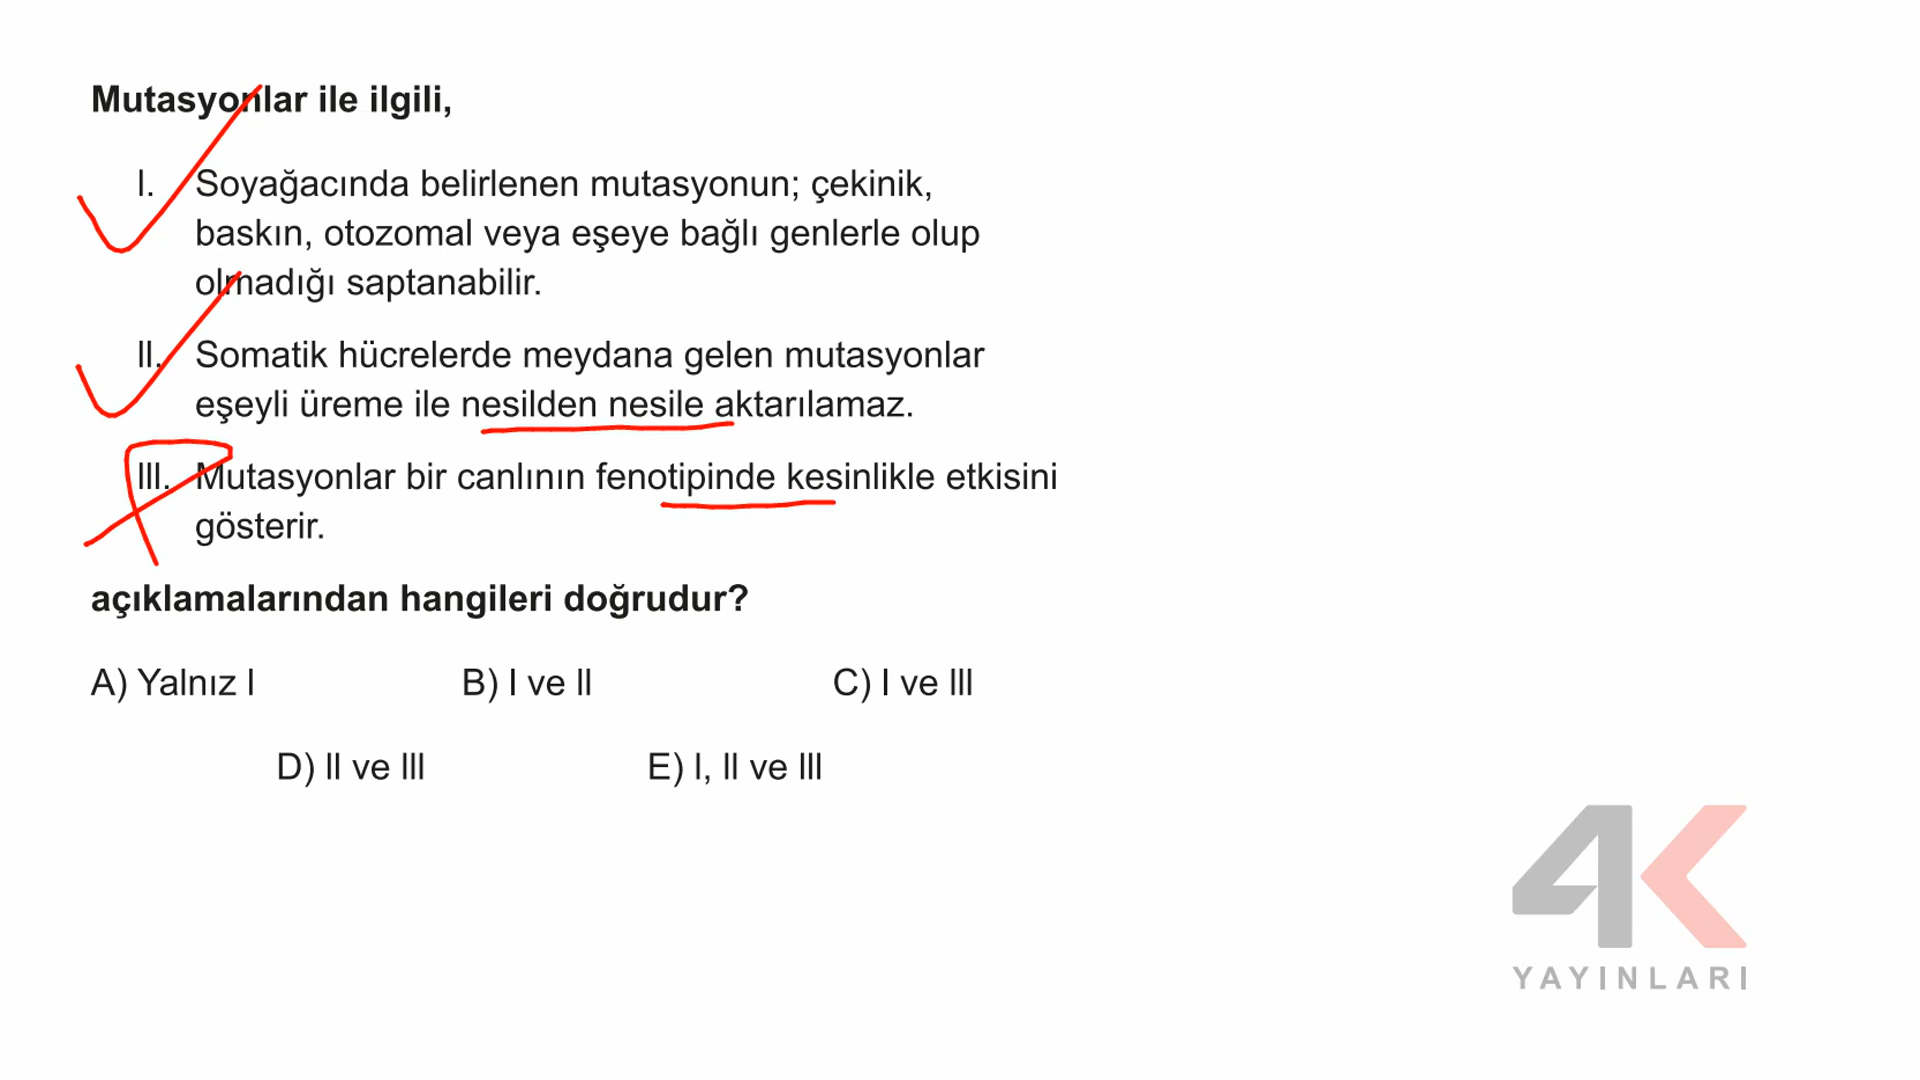 Mutasyonlar ile ilgili,
I. Soyağacında belirlenen mutasyonun; çekinik,
baskın, otozomal veya eşeye bağlı genlerle olup
olmadığı saptanabilir.
II. Somatik hücrelerde meydana gelen mutasyonlar
eşeyli üreme ile nesilden nesile aktarılamaz.
III. Mutasyonlar bir canlının fenotipinde kesinlikle etkisini
gösterir.
açıklamalarından hangileri doğrudur?
A) Yalnız I B) I ve II C) I ve III
D) II ve III E) I, II ve III
4K
YAYINLARI